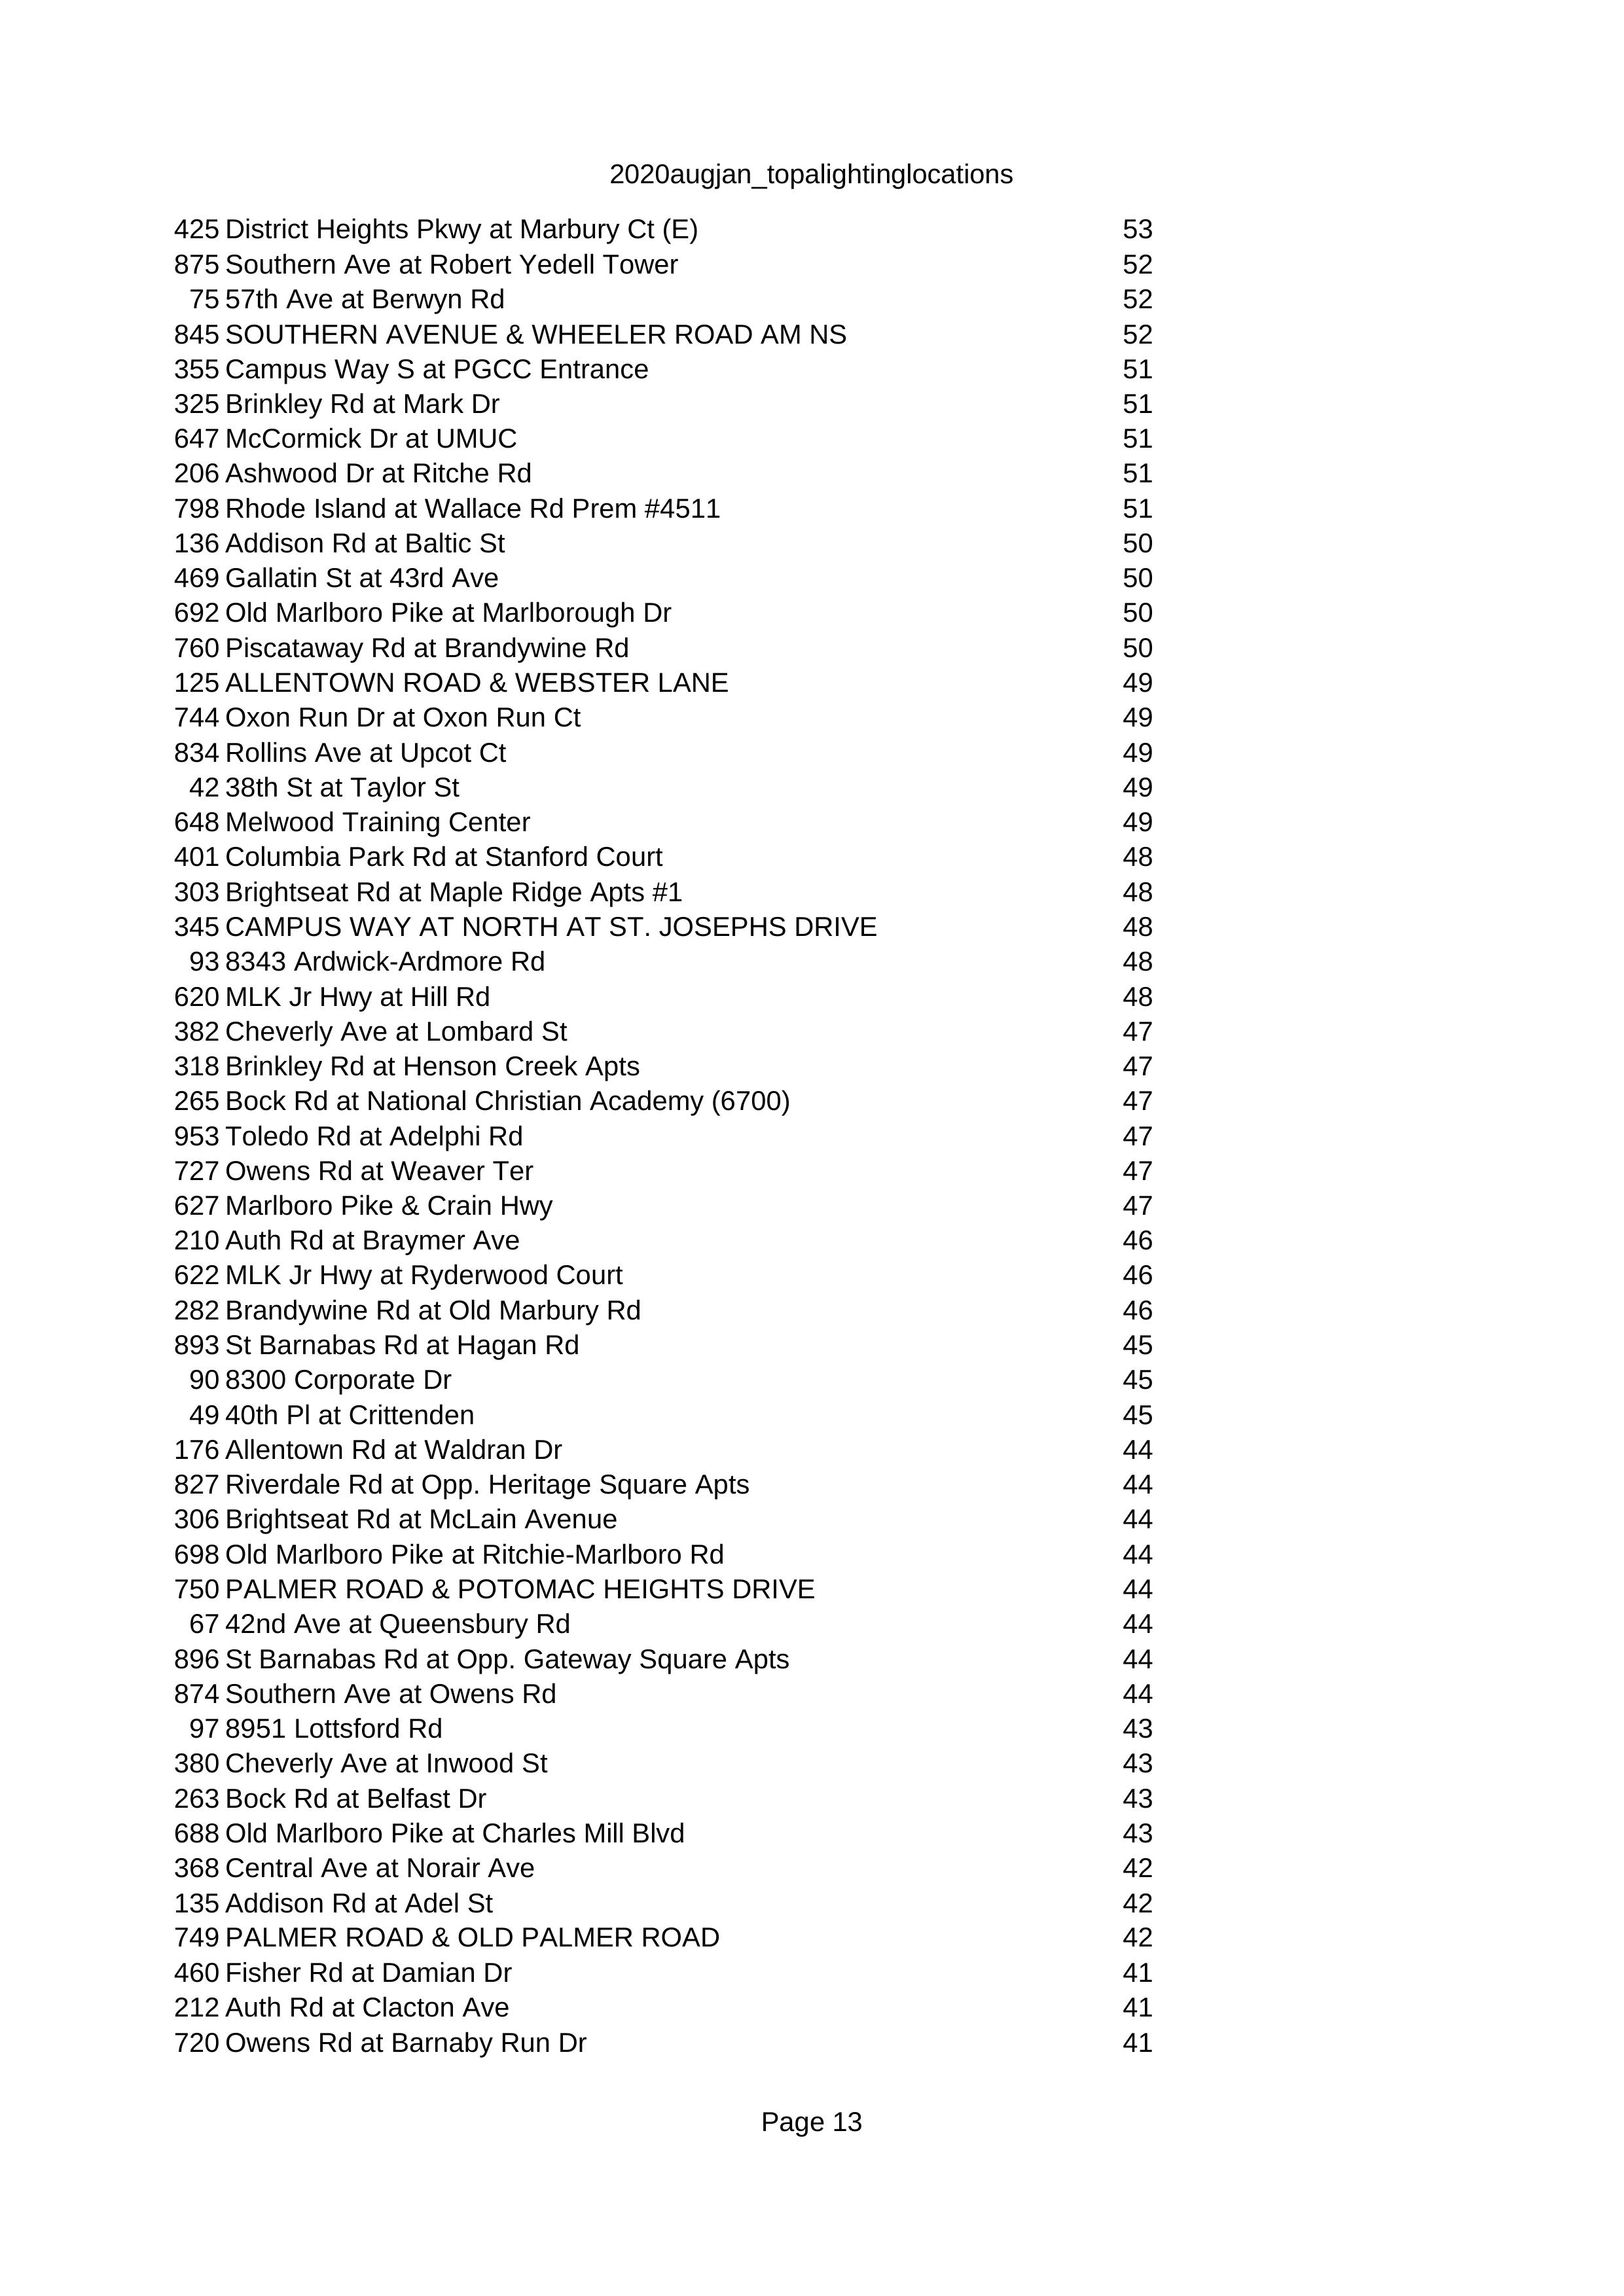 2020augjan_topalightinglocations
425 District Heights Pkwy at Marbury Ct (E) 53
875 Southern Ave at Robert Yedell Tower 52
75 57th Ave at Berwyn Rd 52
845 SOUTHERN AVENUE & WHEELER ROAD AM NS 52
355 Campus Way S at PGCC Entrance 51
325 Brinkley Rd at Mark Dr 51
647 McCormick Dr at UMUC 51
206 Ashwood Dr at Ritche Rd 51
798 Rhode Island at Wallace Rd Prem #4511 51
136 Addison Rd at Baltic St 50
469 Gallatin St at 43rd Ave 50
692 Old Marlboro Pike at Marlborough Dr 50
760 Piscataway Rd at Brandywine Rd 50
125 ALLENTOWN ROAD & WEBSTER LANE 49
744 Oxon Run Dr at Oxon Run Ct 49
834 Rollins Ave at Upcot Ct 49
42 38th St at Taylor St 49
648 Melwood Training Center 49
401 Columbia Park Rd at Stanford Court 48
303 Brightseat Rd at Maple Ridge Apts #1 48
345 CAMPUS WAY AT NORTH AT ST. JOSEPHS DRIVE 48
93 8343 Ardwick-Ardmore Rd 48
620 MLK Jr Hwy at Hill Rd 48
382 Cheverly Ave at Lombard St 47
318 Brinkley Rd at Henson Creek Apts 47
265 Bock Rd at National Christian Academy (6700) 47
953 Toledo Rd at Adelphi Rd 47
727 Owens Rd at Weaver Ter 47
627 Marlboro Pike & Crain Hwy 47
210 Auth Rd at Braymer Ave 46
622 MLK Jr Hwy at Ryderwood Court 46
282 Brandywine Rd at Old Marbury Rd 46
893 St Barnabas Rd at Hagan Rd 45
90 8300 Corporate Dr 45
49 40th Pl at Crittenden 45
176 Allentown Rd at Waldran Dr 44
827 Riverdale Rd at Opp. Heritage Square Apts 44
306 Brightseat Rd at McLain Avenue 44
698 Old Marlboro Pike at Ritchie-Marlboro Rd 44
750 PALMER ROAD & POTOMAC HEIGHTS DRIVE 44
67 42nd Ave at Queensbury Rd 44
896 St Barnabas Rd at Opp. Gateway Square Apts 44
874 Southern Ave at Owens Rd 44
97 8951 Lottsford Rd 43
380 Cheverly Ave at Inwood St 43
263 Bock Rd at Belfast Dr 43
688 Old Marlboro Pike at Charles Mill Blvd 43
368 Central Ave at Norair Ave 42
135 Addison Rd at Adel St 42
749 PALMER ROAD & OLD PALMER ROAD 42
460 Fisher Rd at Damian Dr 41
212 Auth Rd at Clacton Ave 41
720 Owens Rd at Barnaby Run Dr 41
Page 13